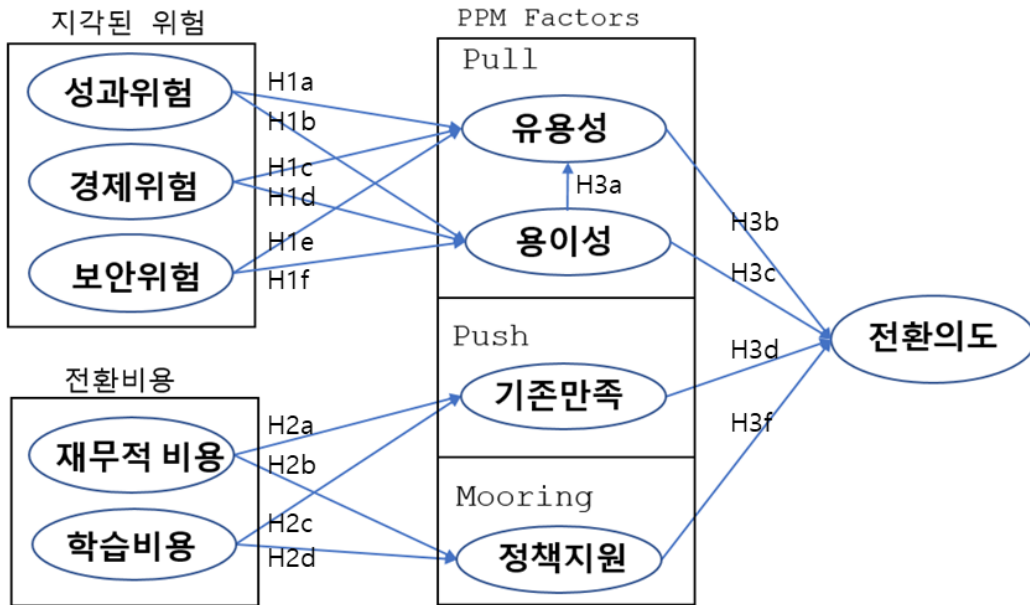 지각된 위험
성과위험
경제위험
보안위험
H1a
H1b
H1c
H1d
H1e
H1f
전환비용
재무적 비용
학습비용
H2a
H2b
H2c
H2d
PPM Factors
Pull
유용성
H3a
용이성
Push
기존만족
Mooring
정책지원
H3b
H3c
H3d
H3f
전환의도